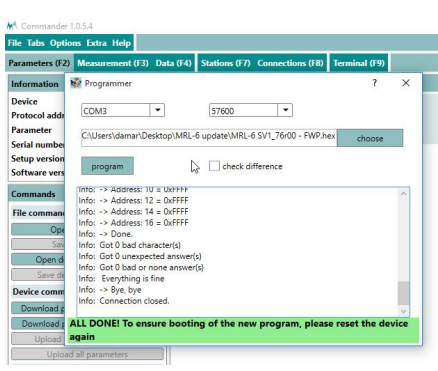 Commander 1.0.5.4
File Tabs Options Extra Help
Parameters (F2) Measurement (F3) Data (F4) Stations (F7) Connections (F8) Terminal (F9)
Information
Programmer
?
Device
Protocol addr
Parameter
Serial number
Setup version
Software vers
COM3
57600
C:\Users\damar\Desktop\MRL-6 update\MRL-6 SV1_76r00 - FWP.hex
choose
program
check difference
Commands
File comman
Ope
Sav
Open d
Save de
Device comm
Download p
Download p
Upload
Upload all parameters
Info: -> Address: 10 = 0xFFFF
Info: -> Address: 12 = 0xFFFF
Info: -> Address: 14 = 0xFFFF
Info: -> Address: 16 = 0xFFFF
Info: -> Done.
Info: Got 0 bad character(s)
Info: Got 0 unexpected answer(s)
Info: Got 0 bad or none answer(s)
Info: Everything is fine
Info: -> Bye, bye
Info: Connection closed.
ALL DONE! To ensure booting of the new program, please reset the device
again